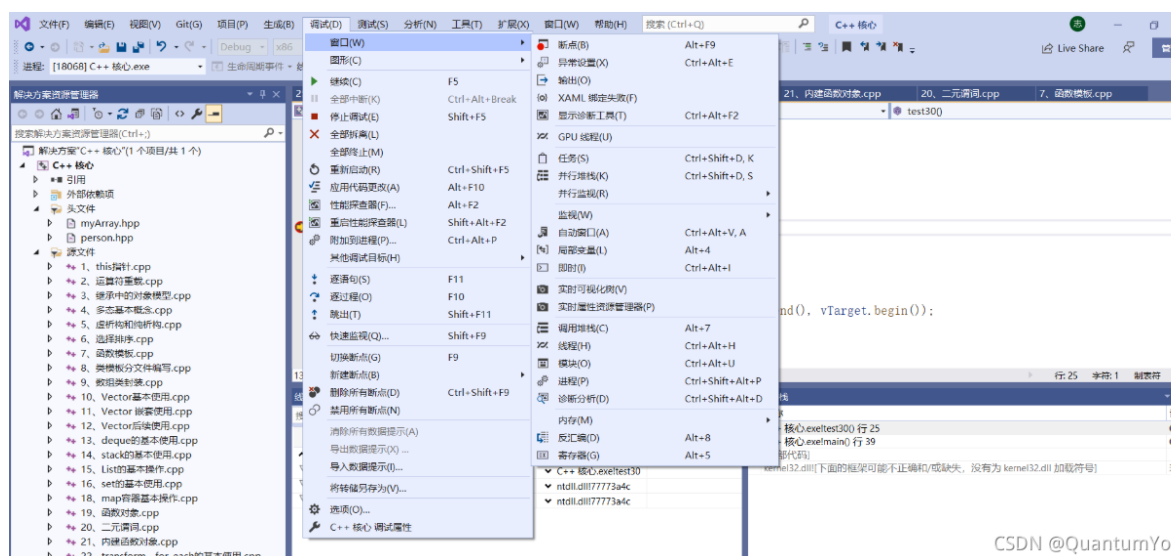 文件(F) 编辑(E) 视图(V) Git(G) 项目(P) 生成(B) 调试(D) 测试(S) 分析(N) 工具(T) 扩展(X) 窗口(W) 帮助(H) 搜索 (Ctrl+Q) C++ 核心 志
Debug x86 Live Share
进程: [18068] C++ 核心.exe 生命周期事件
解决方案资源管理器
搜索解决方案资源管理器(Ctrl+;)
解决方案"C++ 核心"(1 个项目/共 1 个)
C++ 核心
引用
外部依赖项
头文件
myArray.hpp
person.hpp
源文件
1、this指针.cpp
2、运算符重载.cpp
3、继承中的对象模型.cpp
4、多态基本概念.cpp
5、虚析构和纯析构.cpp
6、选择排序.cpp
7、函数模板.cpp
8、类模板分文件编写.cpp
9、数组类封装.cpp
10、Vector基本使用.cpp
11、Vector 嵌套使用.cpp
12、Vector后续使用.cpp
13、deque的基本使用.cpp
14、stack的基本使用.cpp
15、List的基本操作.cpp
16、set的基本使用.cpp
18、map容器基本操作.cpp
19、函数对象.cpp
20、二元谓词.cpp
21、内建函数对象.cpp
22、transform、for_each的基本使用.cpp
窗口(W)
图形(C)
继续(C) F5
全部中断(K) Ctrl+Alt+Break
停止调试(E) Shift+F5
全部拆离(L)
全部终止(M)
重新启动(R) Ctrl+Shift+F5
应用代码更改(A) Alt+F10
性能探查器(F)... Alt+F2
重启性能探查器(L) Shift+Alt+F2
附加到进程(P)... Ctrl+Alt+P
其他调试目标(H)
逐语句(S) F11
逐过程(O) F10
跳出(T) Shift+F11
快速监视(Q)... Shift+F9
切换断点(G) F9
新建断点(B)
删除所有断点(D) Ctrl+Shift+F9
禁用所有断点(N)
清除所有数据提示(A)
导出数据提示(X) ...
导入数据提示(I)...
将转储另存为(V)...
选项(O)...
C++ 核心 调试属性
断点(B) Alt+F9
异常设置(X) Ctrl+Alt+E
输出(O)
XAML 绑定失败(F)
显示诊断工具(T) Ctrl+Alt+F2
GPU 线程(U)
任务(S) Ctrl+Shift+D, K
并行堆栈(K) Ctrl+Shift+D, S
并行监视(R)
监视(W)
自动窗口(A) Ctrl+Alt+V, A
局部变量(L) Alt+4
即时(I) Ctrl+Alt+I
实时可视化树(V)
实时属性资源管理器(P)
调用堆栈(C) Alt+7
线程(H) Ctrl+Alt+H
模块(O) Ctrl+Alt+U
进程(P) Ctrl+Shift+Alt+P
诊断分析(D) Ctrl+Shift+Alt+D
内存(M)
反汇编(D) Alt+8
寄存器(G) Alt+5
21、内建函数对象.cpp 20、二元谓词.cpp 7、函数模板.cpp
test30()
nd(), vTarget.begin());
行: 25 字符: 1 制表符
栈
核心.exe!test30() 行 25
核心.exe!main() 行 39
部代码]
kernel32.dll![下面的框架可能不正确和/或缺失，没有为 kernel32.dll 加载符号]
C++ 核心.exe!test30
ntdll.dll!77773a4c
ntdll.dll!77773a4c
CSDN @QuantumYo